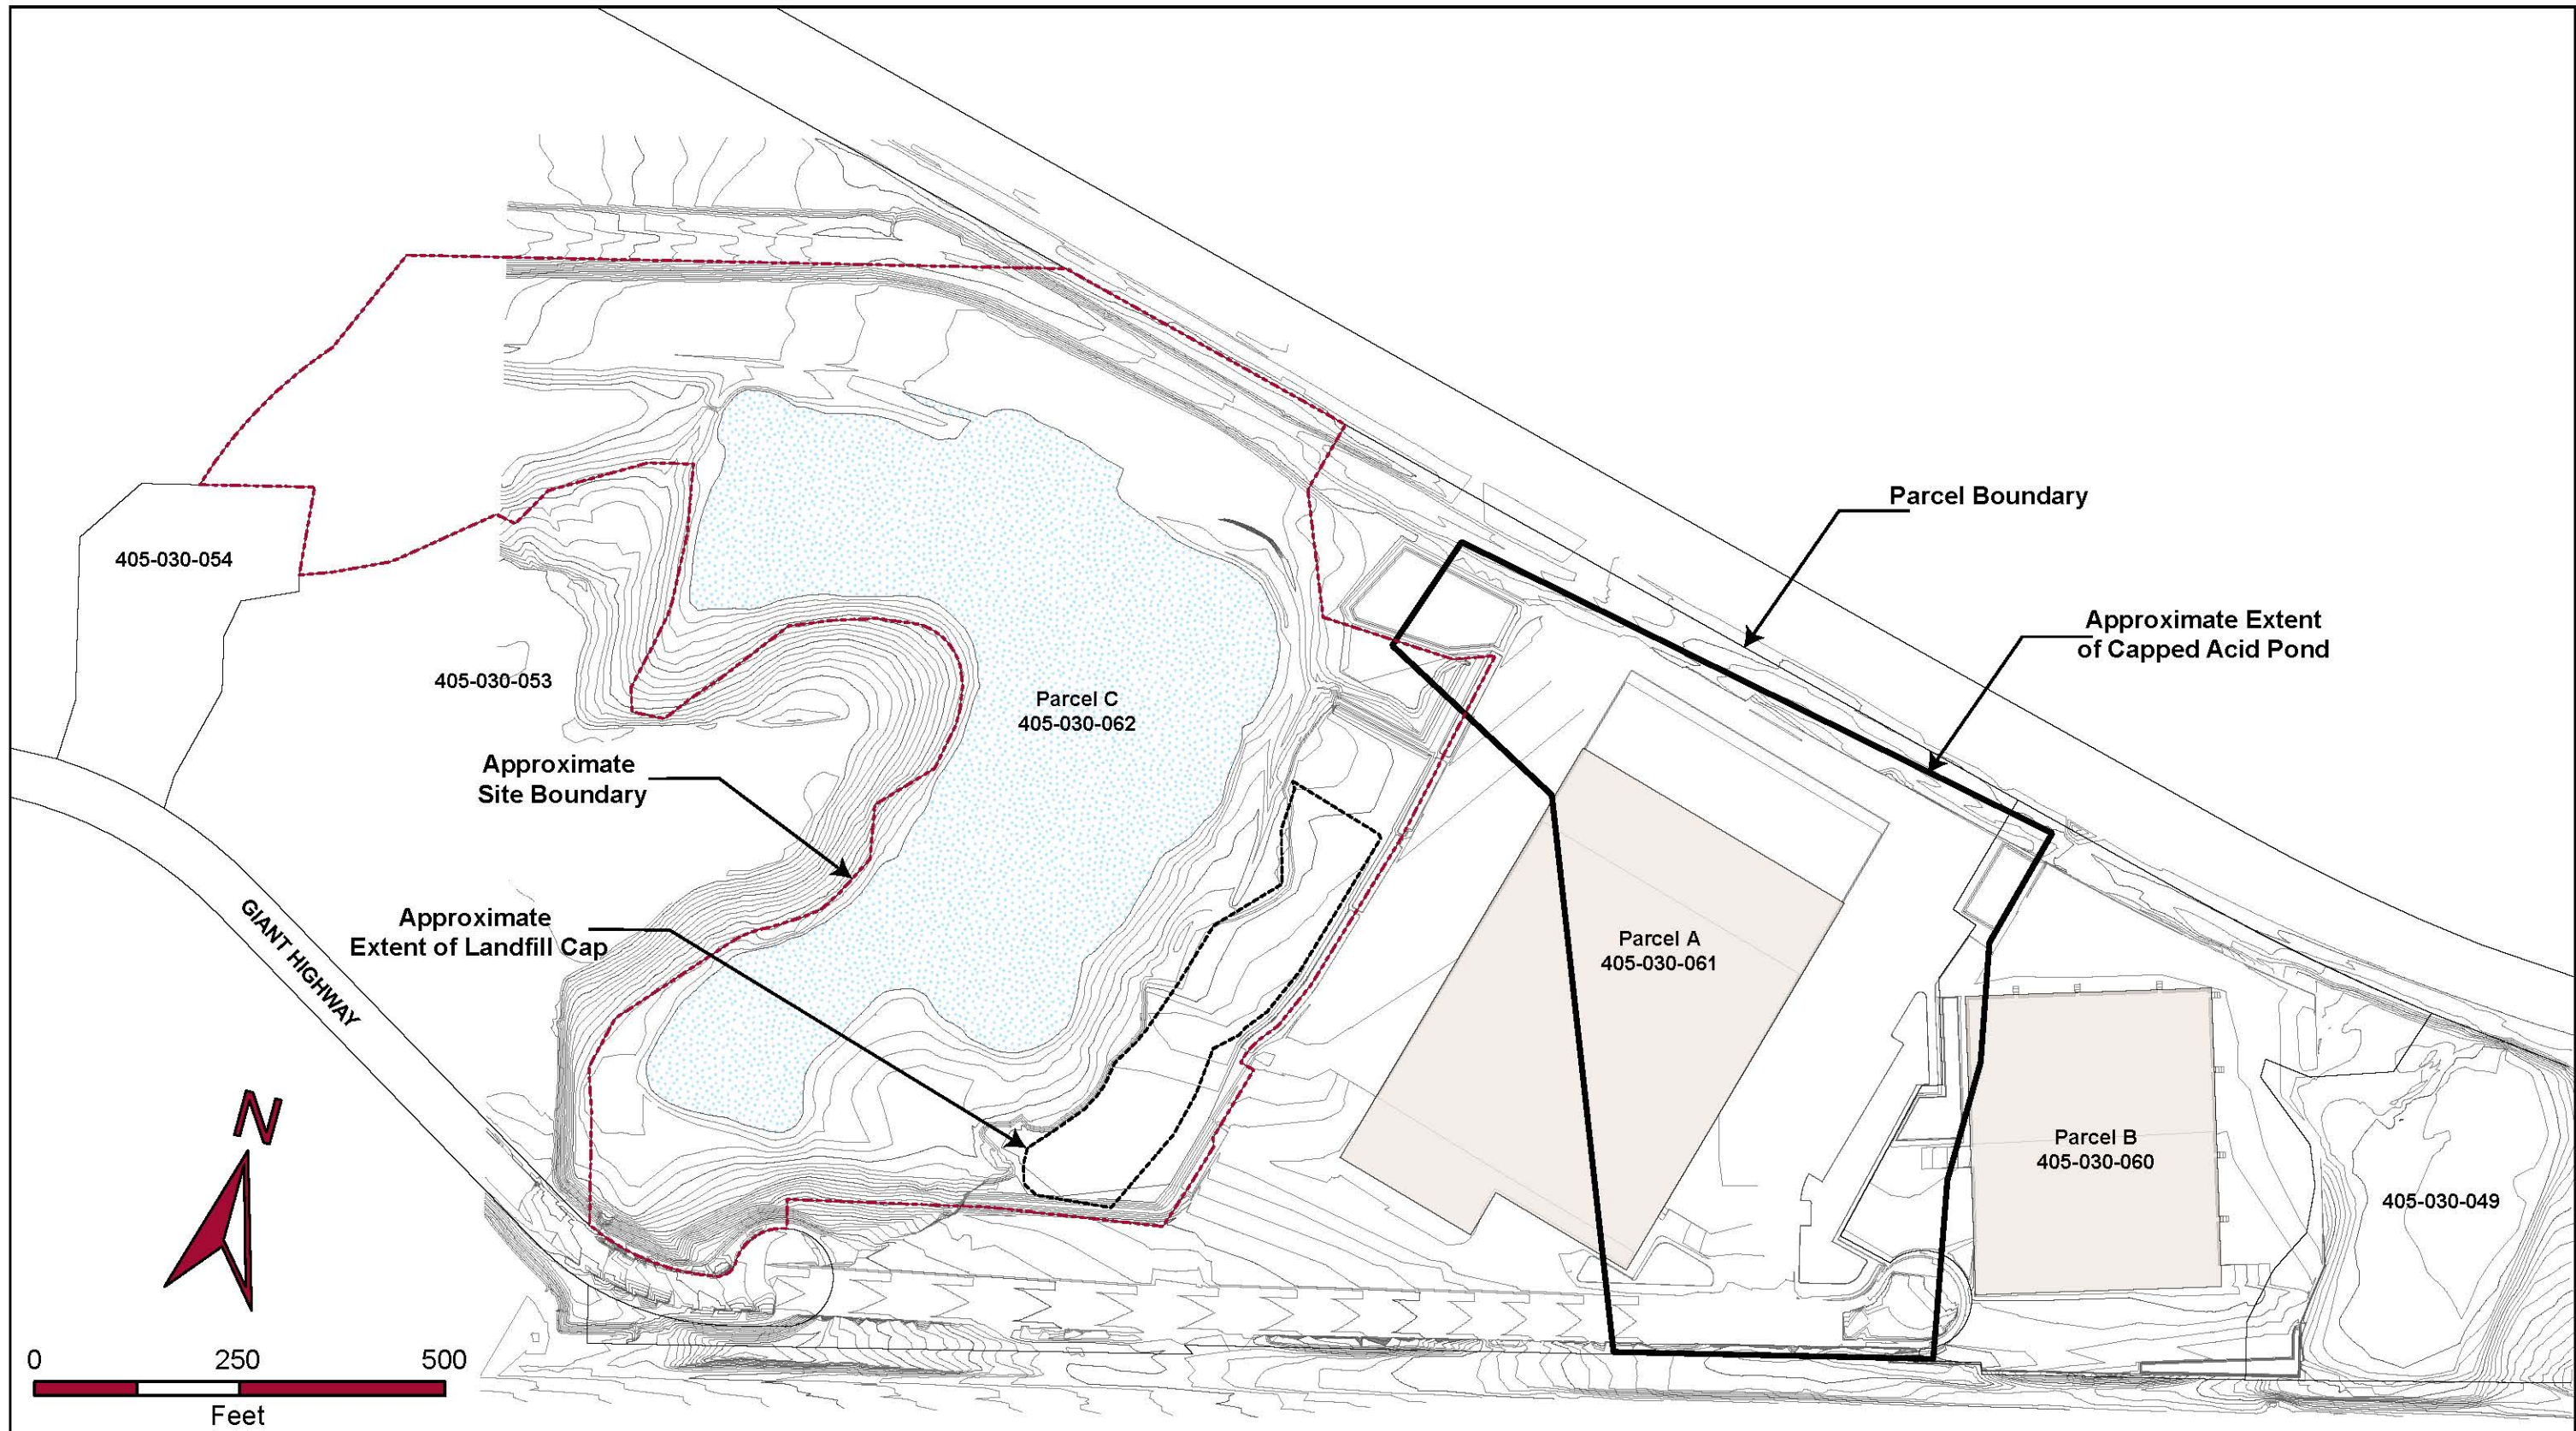 Parcel Boundary
405-030-054
Approximate Extent
of Capped Acid Pond
405-030-053
Parcel C
405-030-062
Approximate
Site Boundary
Approximate
Extent of Landfill Cap
GIANT HIGHWAY
Parcel A
405-030-061
Parcel B
405-030-060
405-030-049
N
0 250 500
Feet